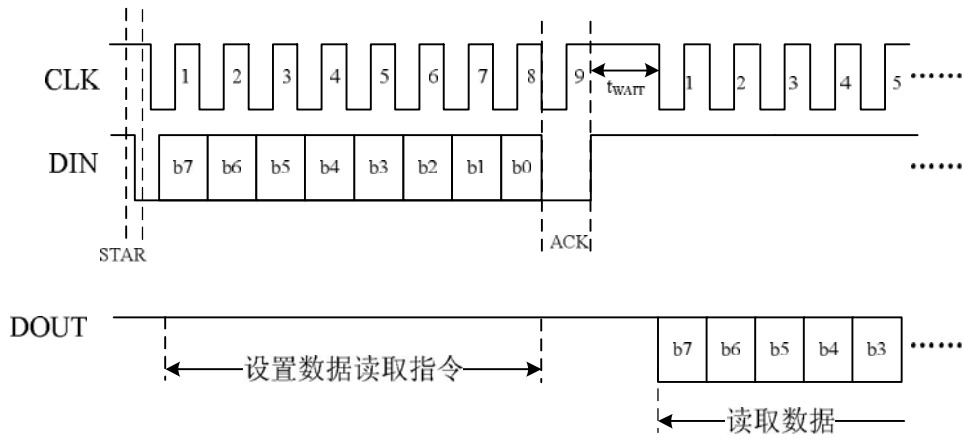 CLK 1 2 3 4 5 6 7 8 9 tWAIT 1 2 3 4 5 ......
DIN b7 b6 b5 b4 b3 b2 b1 b0 ......
STAR ACK
DOUT b7 b6 b5 b4 b3 ......
设置数据读取指令
读取数据